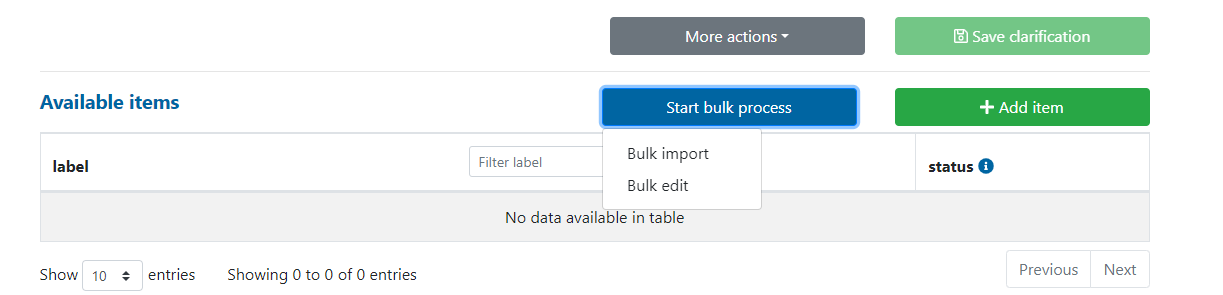 More actions
Save clarification
Available items
Start bulk process
Add item
label
Filter label
status
Bulk import
Bulk edit
No data available in table
Show 10 entries
Showing 0 to 0 of 0 entries
Previous
Next